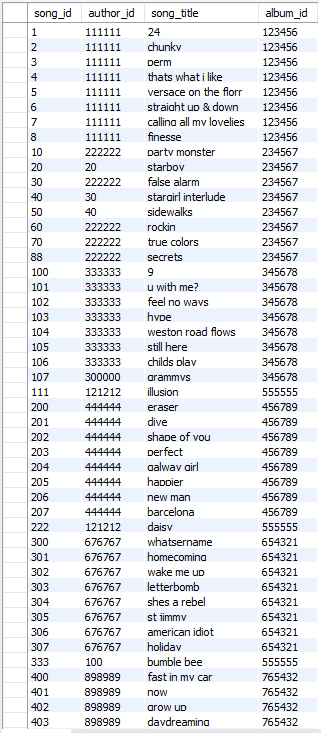 song_id author_id song_title album_id
1 111111 24 123456
2 111111 chunky 123456
3 111111 perm 123456
4 111111 thats what i like 123456
5 111111 versace on the florr 123456
6 111111 straight up & down 123456
7 111111 calling all my lovelies 123456
8 111111 finesse 123456
10 222222 party monster 234567
20 20 starboy 234567
30 222222 false alarm 234567
40 30 stargirl interlude 234567
50 40 sidewalks 234567
60 222222 rockin 234567
70 222222 true colors 234567
88 222222 secrets 234567
100 333333 9 345678
101 333333 u with me? 345678
102 333333 feel no ways 345678
103 333333 hype 345678
104 333333 weston road flows 345678
105 333333 still here 345678
106 333333 childs play 345678
107 300000 grammys 345678
111 121212 illusion 555555
200 444444 eraser 456789
201 444444 dive 456789
202 444444 shape of you 456789
203 444444 perfect 456789
204 444444 galway girl 456789
205 444444 happier 456789
206 444444 new man 456789
207 444444 barcelona 456789
222 121212 daisy 555555
300 676767 whatsername 654321
301 676767 homecoming 654321
302 676767 wake me up 654321
303 676767 letterbomb 654321
304 676767 shes a rebel 654321
305 676767 st jimmy 654321
306 676767 american idiot 654321
307 676767 holiday 654321
333 100 bumble bee 555555
400 898989 fast in my car 765432
401 898989 now 765432
402 898989 grow up 765432
403 898989 daydreaming 765432